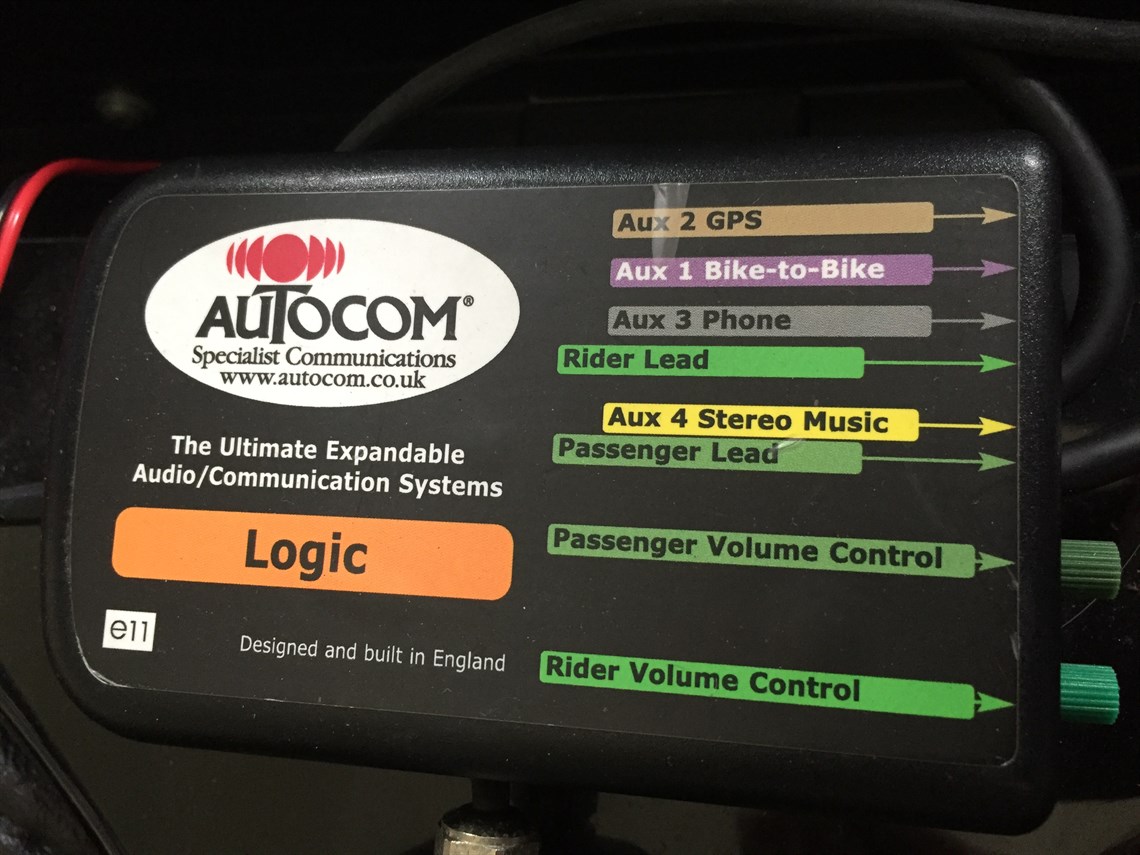 AUTOCOM®
Specialist Communications
www.autocom.co.uk
The Ultimate Expandable
Audio/Communication Systems
Logic
e11
Designed and built in England
Aux 2 GPS
Aux 1 Bike-to-Bike
Aux 3 Phone
Rider Lead
Aux 4 Stereo Music
Passenger Lead
Passenger Volume Control
Rider Volume Control